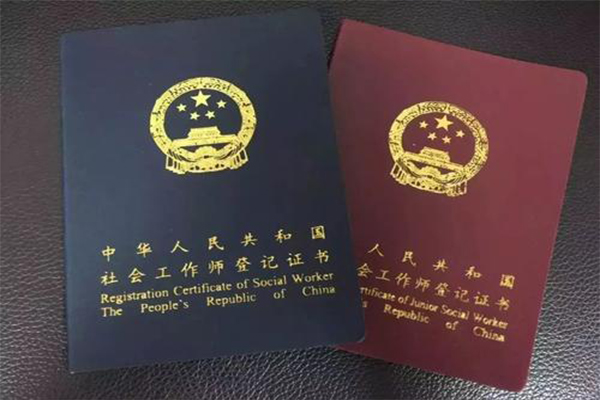 中华人民共和国
社会工作师登记证书
Registration Certificate of Social Worker
The People's Republic of China
人民共和国
会工作师登记证书
Certificate of Junior Social Worker
Republic of China